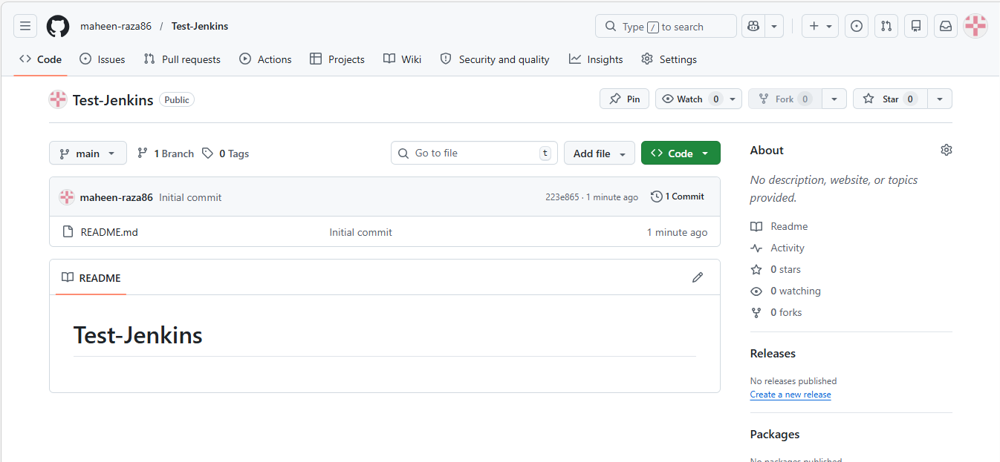 maheen-raza86 / Test-Jenkins
Type / to search
Code Issues Pull requests Actions Projects Wiki Security and quality Insights Settings
Test-Jenkins Public
Pin Watch 0 Fork 0 Star 0
main 1 Branch 0 Tags Go to file t Add file Code
maheen-raza86 Initial commit 223e865 · 1 minute ago 1 Commit
README.md Initial commit 1 minute ago
README
Test-Jenkins
About
No description, website, or topics
provided.
Readme
Activity
0 stars
0 watching
0 forks
Releases
No releases published
Create a new release
Packages
No packages published